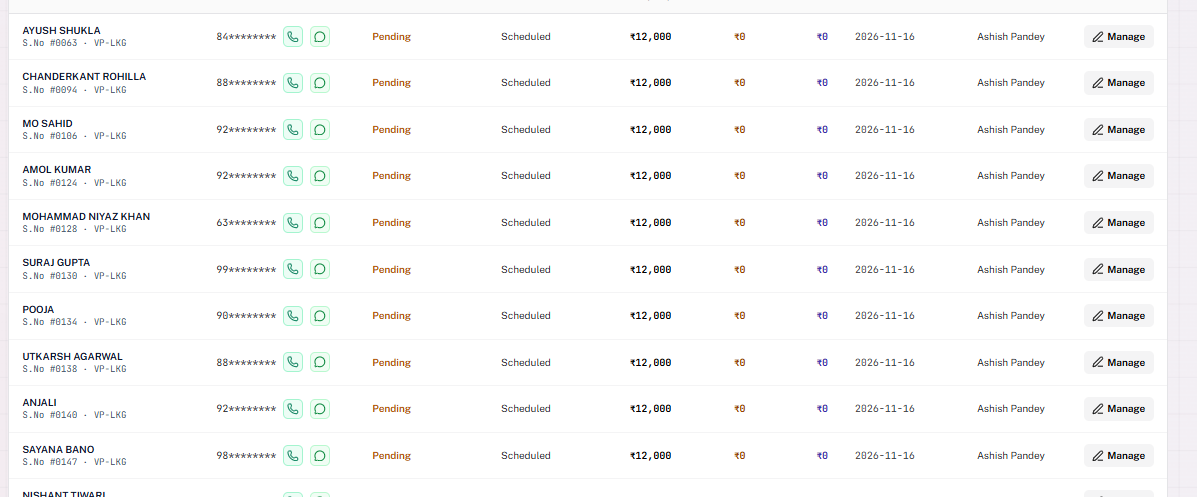 AYUSH SHUKLA
S.No #0063 · VP-LKG
84******** Pending Scheduled ₹12,000 ₹0 ₹0 2026-11-16 Ashish Pandey Manage
CHANDERKANT ROHILLA
S.No #0094 · VP-LKG
88******** Pending Scheduled ₹12,000 ₹0 ₹0 2026-11-16 Ashish Pandey Manage
MO SAHID
S.No #0106 · VP-LKG
92******** Pending Scheduled ₹12,000 ₹0 ₹0 2026-11-16 Ashish Pandey Manage
AMOL KUMAR
S.No #0124 · VP-LKG
92******** Pending Scheduled ₹12,000 ₹0 ₹0 2026-11-16 Ashish Pandey Manage
MOHAMMAD NIYAZ KHAN
S.No #0128 · VP-LKG
63******** Pending Scheduled ₹12,000 ₹0 ₹0 2026-11-16 Ashish Pandey Manage
SURAJ GUPTA
S.No #0130 · VP-LKG
99******** Pending Scheduled ₹12,000 ₹0 ₹0 2026-11-16 Ashish Pandey Manage
POOJA
S.No #0134 · VP-LKG
90******** Pending Scheduled ₹12,000 ₹0 ₹0 2026-11-16 Ashish Pandey Manage
UTKARSH AGARWAL
S.No #0138 · VP-LKG
88******** Pending Scheduled ₹12,000 ₹0 ₹0 2026-11-16 Ashish Pandey Manage
ANJALI
S.No #0140 · VP-LKG
92******** Pending Scheduled ₹12,000 ₹0 ₹0 2026-11-16 Ashish Pandey Manage
SAYANA BANO
S.No #0147 · VP-LKG
98******** Pending Scheduled ₹12,000 ₹0 ₹0 2026-11-16 Ashish Pandey Manage
NISHANT TIWARI